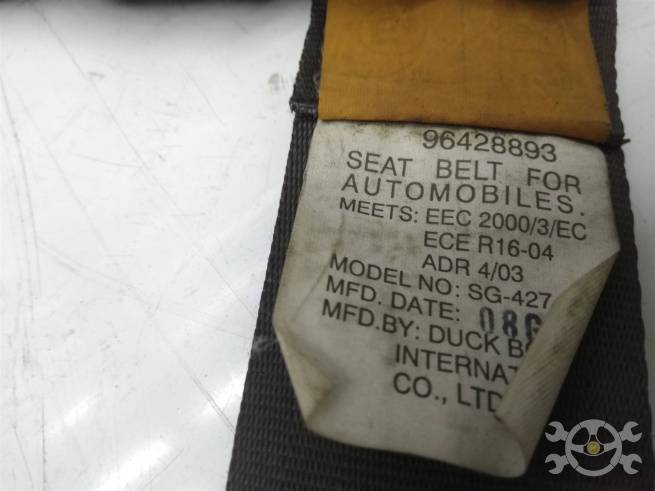 96428893
SEAT BELT FOR
AUTOMOBILES.
MEETS: EEC 2000/3/EC
ECE R16-04
ADR 4/03
MODEL NO: SG-427
MFD. DATE: 08
MFD.BY: DUCK
CO., LTD